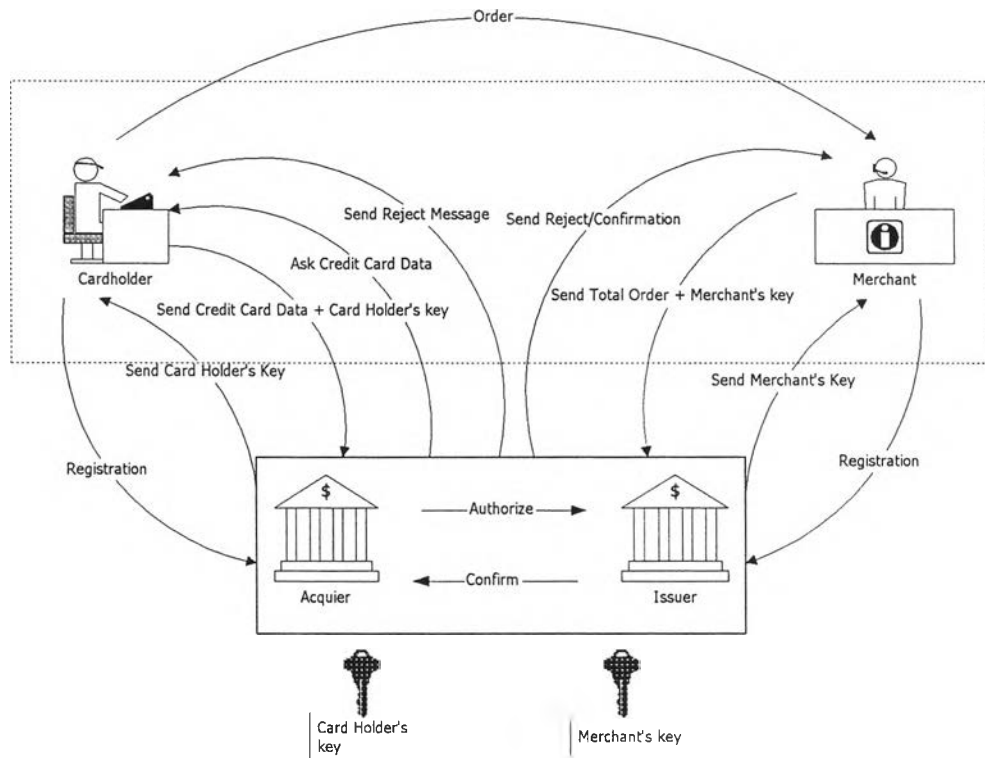 Order
Send Reject Message
Send Reject/Confirmation
Ask Credit Card Data
Cardholder
Merchant
Send Credit Card Data + Card Holder's key
Send Total Order + Merchant's key
Send Card Holder's Key
Send Merchant's Key
Registration
Registration
$
$
Authorize
Confirm
Acquier
Issuer
Card Holder's
key
Merchant's key